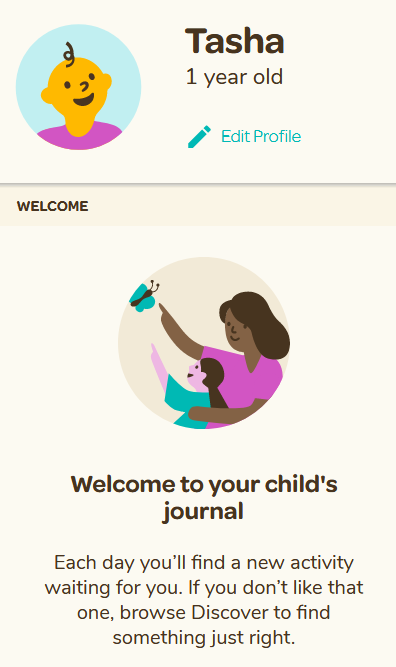 Tasha
1 year old
Edit Profile
WELCOME
Welcome to your child's
journal
Each day you’ll find a new activity
waiting for you. If you don’t like that
one, browse Discover to find
something just right.